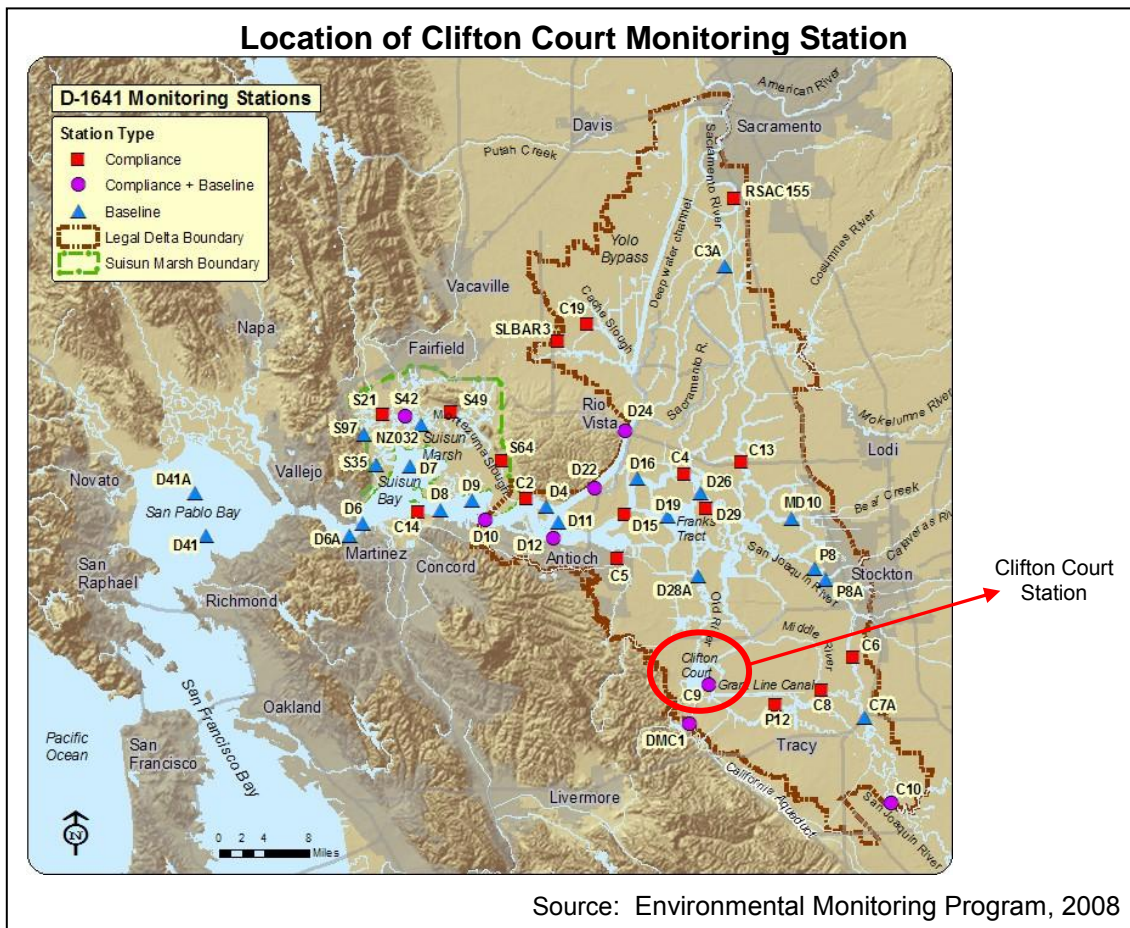 Location of Clifton Court Monitoring Station
D-1641 Monitoring Stations
Station Type
Compliance
Compliance + Baseline
Baseline
Legal Delta Boundary
Suisun Marsh Boundary
American River
Davis
Sacramento
Putah Creek
Sacramento River
RSAC155
Deep water channel
Yolo
Bypass
C3A
Cosumnes River
Vacaville
Cache Slough
C19
SLBAR3
Napa
Fairfield
Sacramento R.
S21
S42
S49
Rio
Vista
D24
Mokelumne River
S97
NZ032
Montezuma Slough
Suisun
Marsh
S64
C13
Lodi
Vallejo
S35
D7
C4
D41A
Novato
Suisun
Bay
D22
D16
San Pablo Bay
D9
C2
D4
D26
MD10
Bear Creek
D6
D8
D19
D41
C14
D11
D15
Franks
Tract
D29
Calaveras River
D6A
D10
D12
Martinez
Antioch
P8
San
Raphael
Concord
C5
San Joaquin River
Stockton
Richmond
D28A
P8A
Old River
Middle River
Clifton Court
Station
C6
Clifton
Court
C9
Grant Line Canal
San Francisco Bay
C8
C7A
Oakland
P12
Pacific
Ocean
San
Francisco
DMC1
Tracy
California Aqueduct
C10
Livermore
San Joaquin River
N
0 2 4 8
Miles
Source: Environmental Monitoring Program, 2008